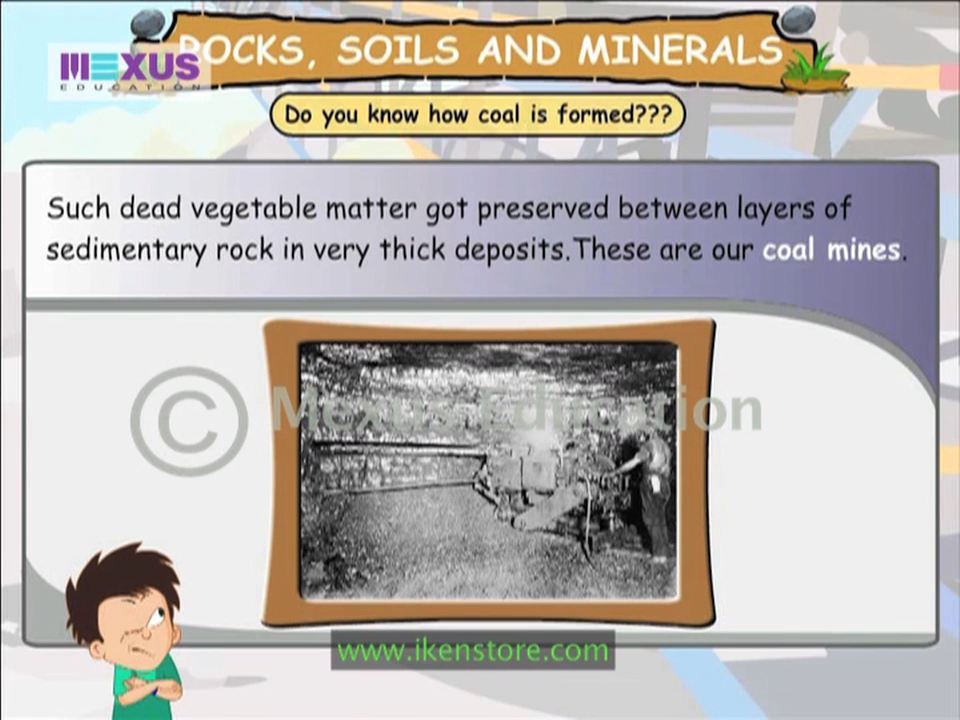 ROCKS, SOILS AND MINERALS
MEXUS
EDUCATION
Do you know how coal is formed???
Such dead vegetable matter got preserved between layers of
sedimentary rock in very thick deposits.These are our coal mines.
© Mexus Education
www.ikenstore.com